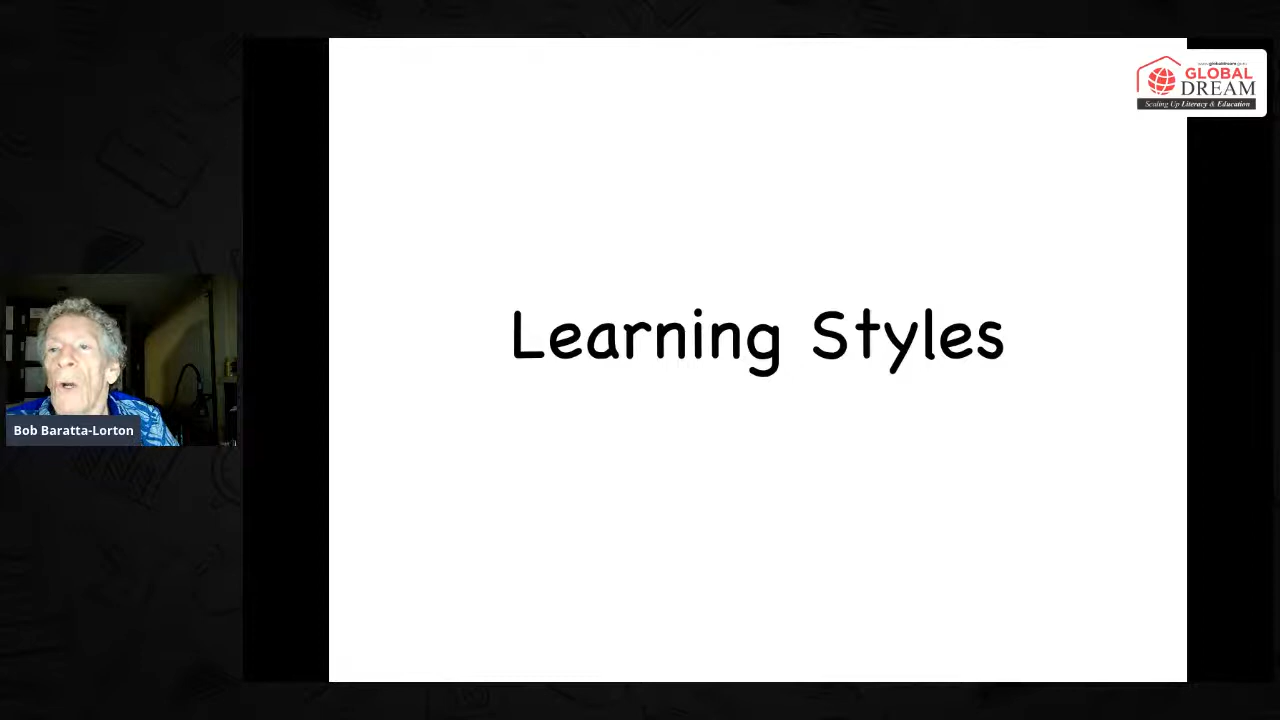 GLOBAL
DREAM
Scaling Up Literacy & Education
Learning Styles
Bob Baratta-Lorton